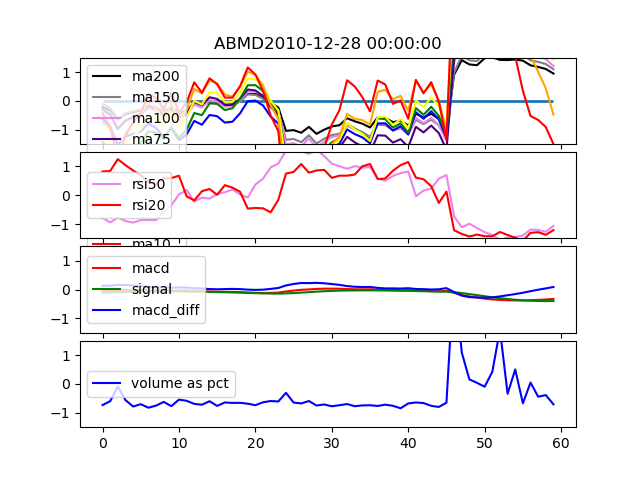 ABMD2010-12-28 00:00:00
1
0
−1
ma200
ma150
ma100
ma75
1
0
−1
rsi50
rsi20
ma10
1
0
−1
macd
signal
macd_diff
1
0
−1
volume as pct
0 10 20 30 40 50 60